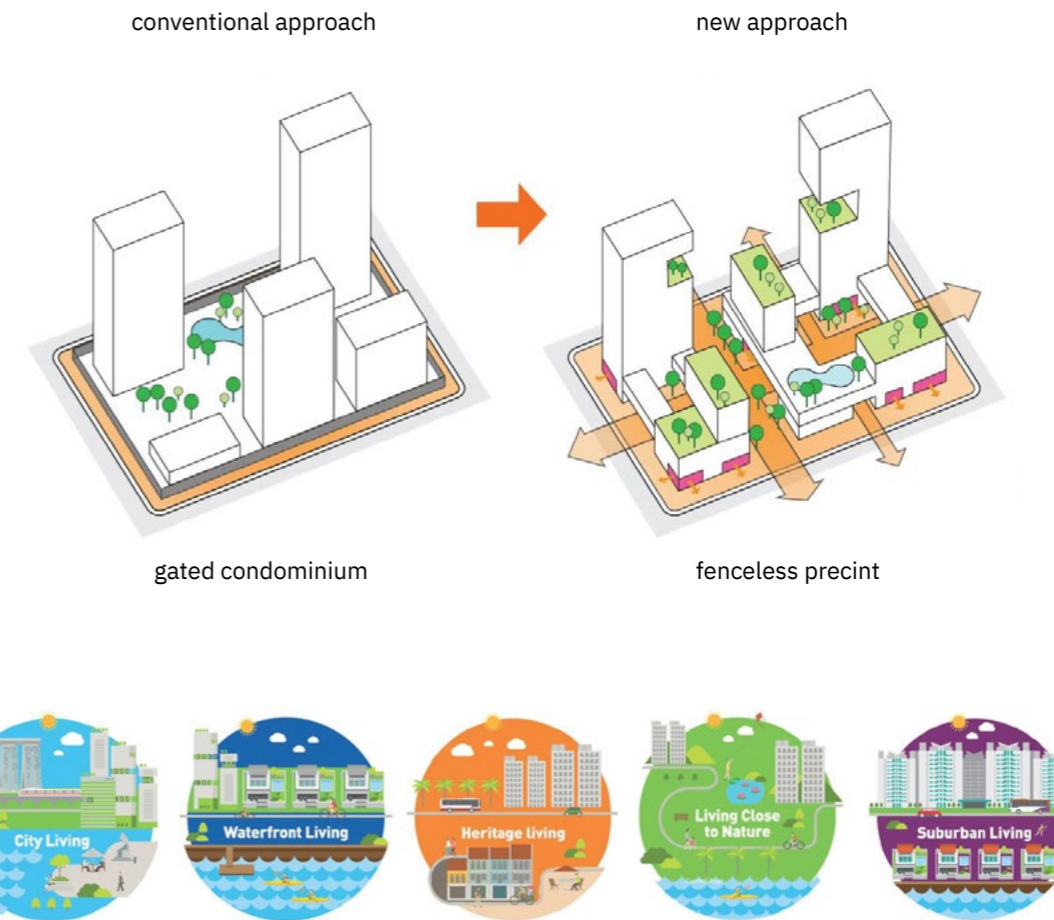 conventional approach
new approach
gated condominium
fenceless precint
City Living
Waterfront Living
Heritage living
Living Close
to Nature
Suburban Living